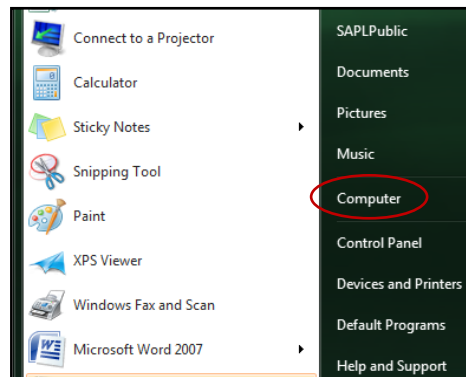 Connect to a Projector
Calculator
Sticky Notes
Snipping Tool
Paint
XPS Viewer
Windows Fax and Scan
Microsoft Word 2007
SAPLPublic
Documents
Pictures
Music
Computer
Control Panel
Devices and Printers
Default Programs
Help and Support